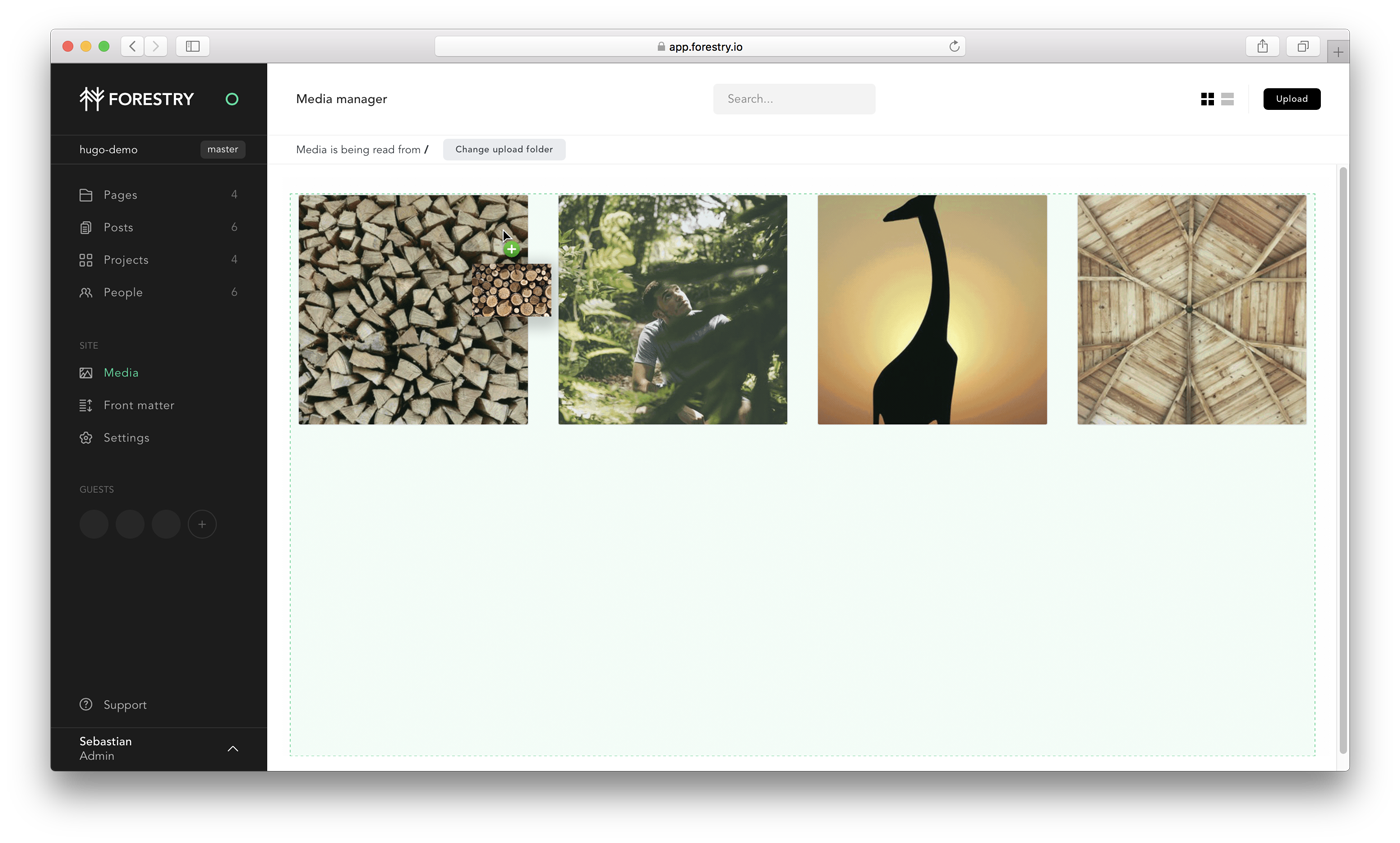 app.forestry.io
FORESTRY
Media manager
Search...
Upload
hugo-demo
master
Media is being read from /
Change upload folder
Pages 4
Posts 6
Projects 4
People 6
SITE
Media
Front matter
Settings
GUESTS
Support
Sebastian
Admin